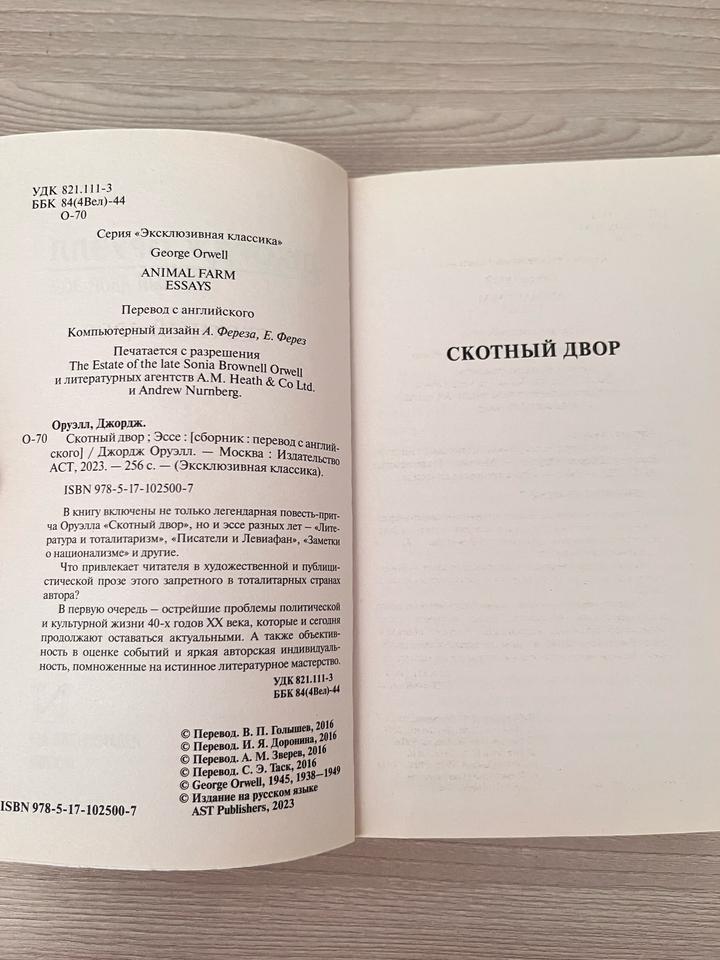 УДК 821.111-3
ББК 84(4Вел)-44
О-70
Серия «Эксклюзивная классика»
George Orwell
ANIMAL FARM
ESSAYS
Перевод с английского
Компьютерный дизайн А. Фереза, Е. Ферез
Печатается с разрешения
The Estate of the late Sonia Brownell Orwell
и литературных агентств A.M. Heath & Co Ltd.
и Andrew Nurnberg.
Оруэлл, Джордж.
О-70 Скотный двор ; Эссе : [сборник : перевод с англий-
ского] / Джордж Оруэлл. — Москва : Издательство
АСТ, 2023. — 256 с. — (Эксклюзивная классика).
ISBN 978-5-17-102500-7
В книгу включены не только легендарная повесть-прит-
ча Оруэлла «Скотный двор», но и эссе разных лет – «Лите-
ратура и тоталитаризм», «Писатели и Левиафан», «Заметки
о национализме» и другие.
Что привлекает читателя в художественной и публици-
стической прозе этого запретного в тоталитарных странах
автора?
В первую очередь – острейшие проблемы политической
и культурной жизни 40-х годов XX века, которые и сегодня
продолжают оставаться актуальными. А также объектив-
ность в оценке событий и яркая авторская индивидуаль-
ность, помноженные на истинное литературное мастерство.
УДК 821.111-3
ББК 84(4Вел)-44
© Перевод. В. П. Голышев, 2016
© Перевод. И. Я. Доронина, 2016
© Перевод. А. М. Зверев, 2016
© Перевод. С. Э. Таск, 2016
© George Orwell, 1945, 1938—1949
© Издание на русском языке
AST Publishers, 2023
ISBN 978-5-17-102500-7
СКОТНЫЙ ДВОР